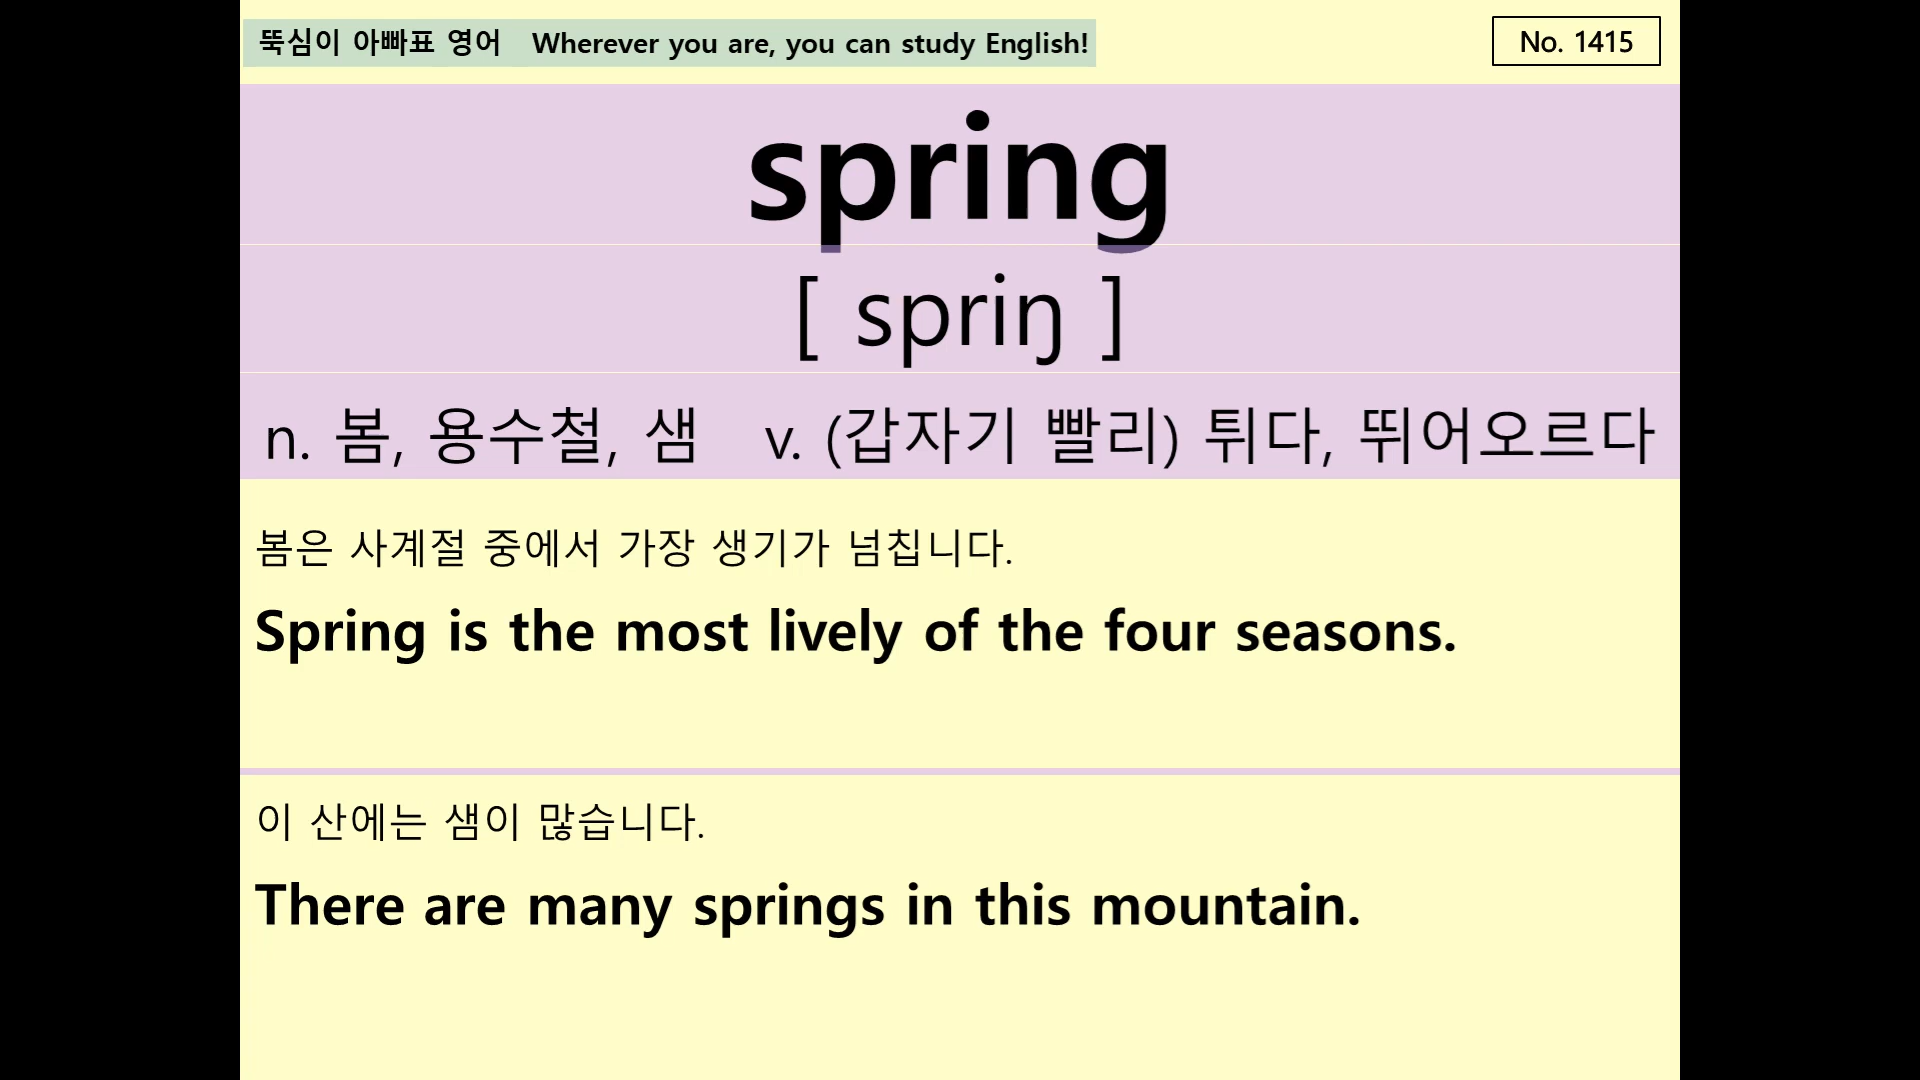 뚝심이 아빠표 영어 Wherever you are, you can study English!
No. 1415
spring
[ spriŋ ]
n. 봄, 용수철, 샘 v. (갑자기 빨리) 튀다, 뛰어오르다
봄은 사계절 중에서 가장 생기가 넘칩니다.
Spring is the most lively of the four seasons.
이 산에는 샘이 많습니다.
There are many springs in this mountain.